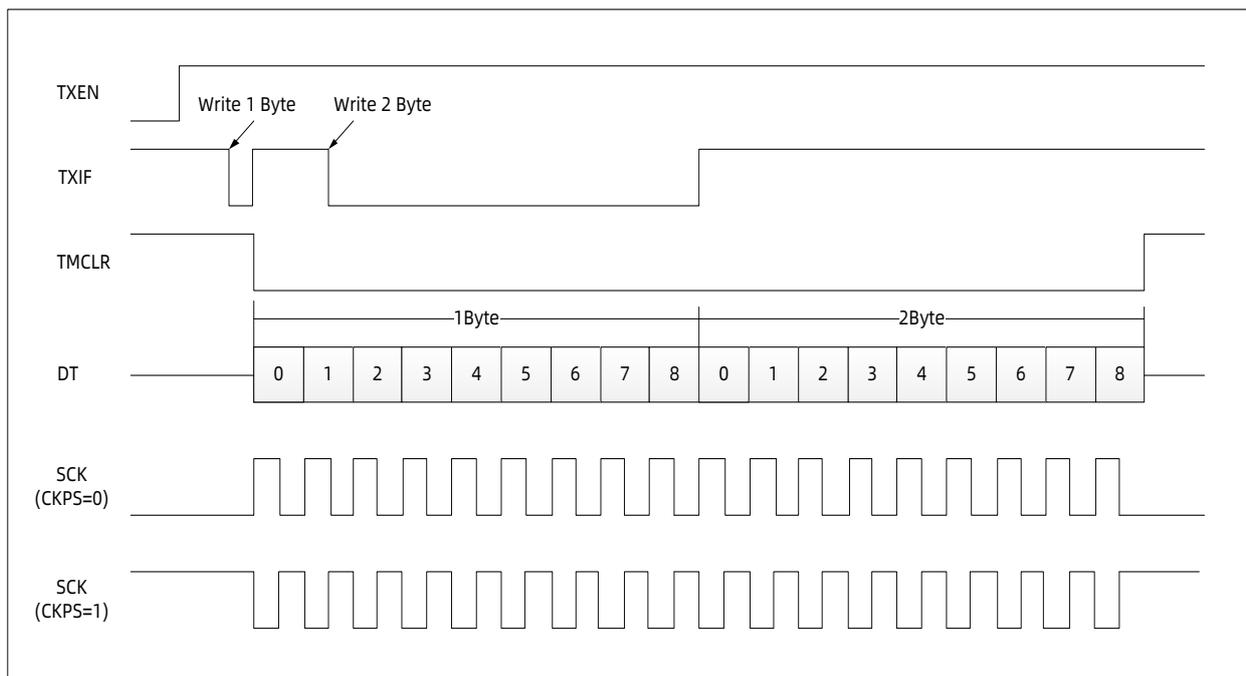 TXEN
Write 1 Byte Write 2 Byte
TXIF
TMCLR
1Byte 2Byte
DT 0 1 2 3 4 5 6 7 8 0 1 2 3 4 5 6 7 8
SCK
(CKPS=0)
SCK
(CKPS=1)